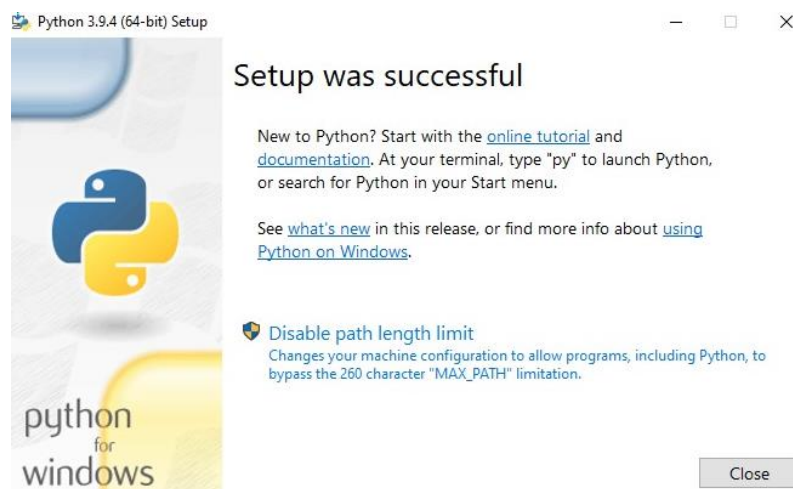 Python 3.9.4 (64-bit) Setup
Setup was successful
New to Python? Start with the online tutorial and
documentation. At your terminal, type "py" to launch Python,
or search for Python in your Start menu.
See what's new in this release, or find more info about using
Python on Windows.
Disable path length limit
Changes your machine configuration to allow programs, including Python, to
bypass the 260 character "MAX_PATH" limitation.
python
for
windows
Close